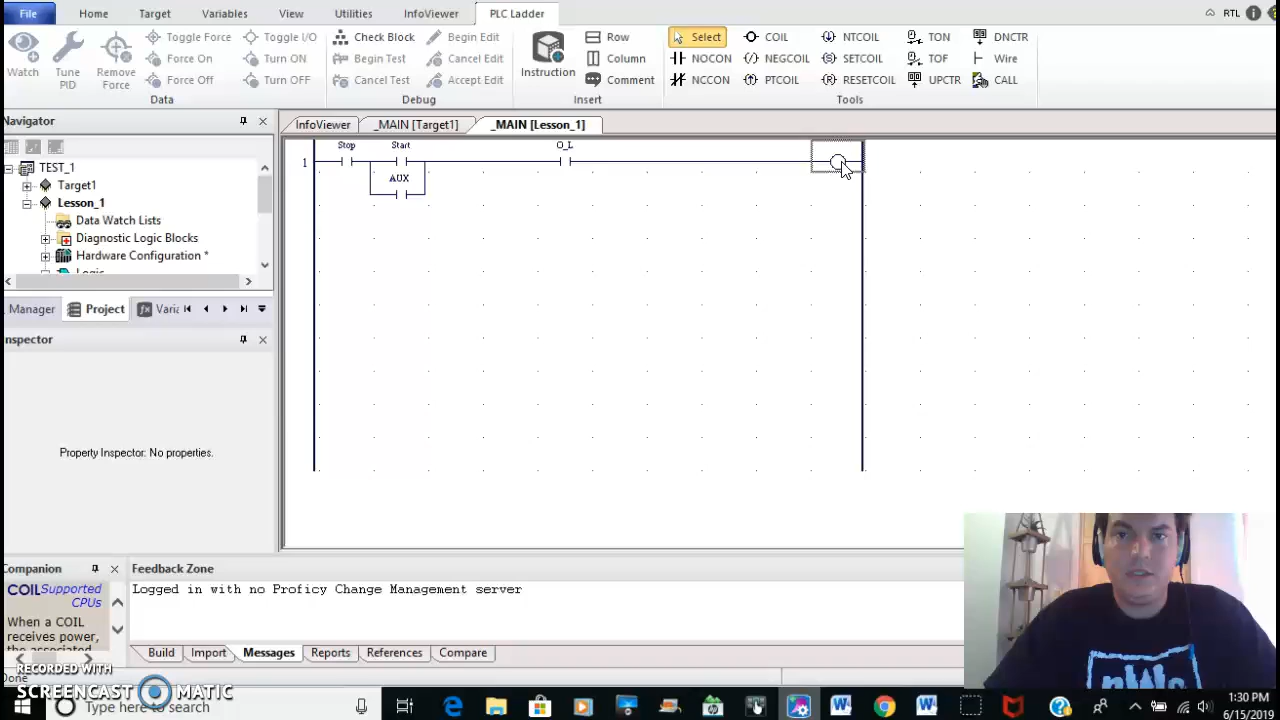 File Home Target Variables View Utilities InfoViewer PLC Ladder RTL
Watch Tune PID Remove Force Toggle Force Force On Force Off Toggle I/O Turn ON Turn OFF
Data
Check Block Begin Test Cancel Test Begin Edit Cancel Edit Accept Edit
Debug
Instruction Row Column Comment
Insert
Select NOCON NCCON COIL NEGCOIL PTCOIL NTCOIL SETCOIL RESETCOIL TON TOF UPCTR DNCTR Wire CALL
Tools
Navigator
TEST_1
Target1
Lesson_1
Data Watch Lists
Diagnostic Logic Blocks
Hardware Configuration *
Logic
Manager Project Varia
InfoViewer _MAIN [Target1] _MAIN [Lesson_1]
Stop Start O_L
1
AUX
nspector
Property Inspector: No properties.
Companion
COIL Supported
CPUs
When a COIL
receives power,
the associated
Feedback Zone
Logged in with no Proficy Change Management server
Build Import Messages Reports References Compare
Done
RECORDED WITH
SCREENCAST MATIC
Type here to search
1:30 PM
6/15/2019